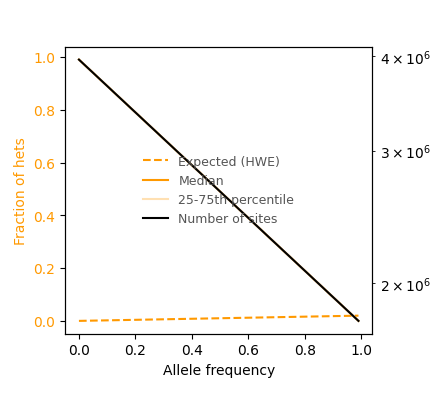 1.0
0.8
0.6
0.4
0.2
0.0
Fraction of hets
4 × 10⁶
3 × 10⁶
2 × 10⁶
Expected (HWE)
Median
25-75th percentile
Number of sites
0.0 0.2 0.4 0.6 0.8 1.0
Allele frequency